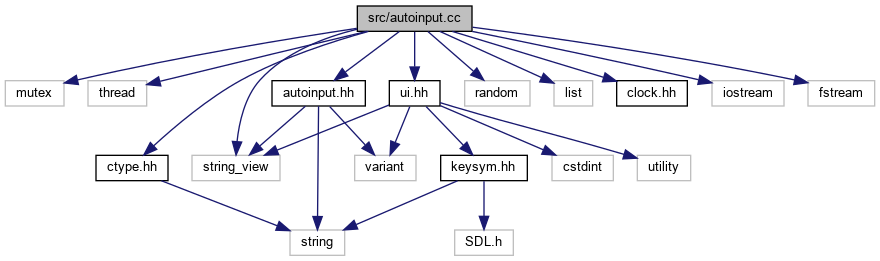 src/autoinput.cc
mutex
thread
autoinput.hh
ui.hh
random
list
clock.hh
iostream
fstream
ctype.hh
string_view
variant
keysym.hh
cstdint
utility
string
SDL.h